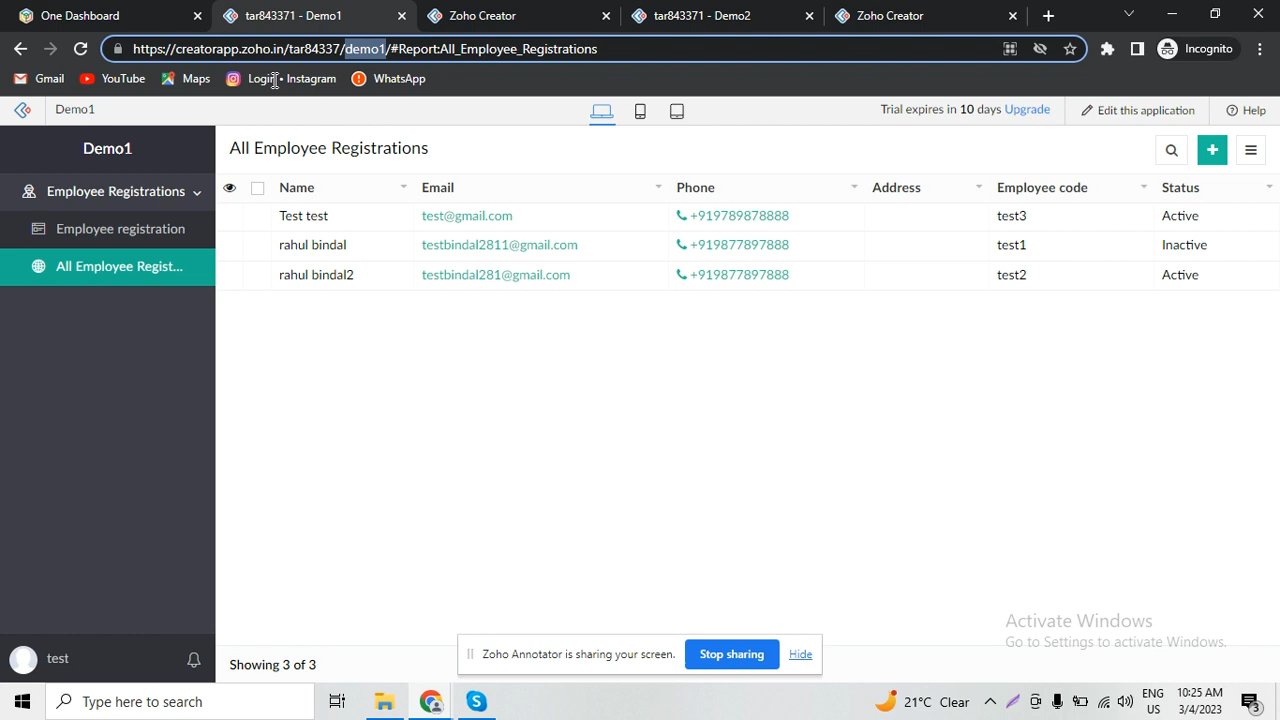 One Dashboard
tar843371 - Demo1
Zoho Creator
tar843371 - Demo2
Zoho Creator
https://creatorapp.zoho.in/tar84337/demo1/#Report:All_Employee_Registrations
Incognito
Gmail
YouTube
Maps
Login • Instagram
WhatsApp
Demo1
Trial expires in 10 days Upgrade
Edit this application
Help
Demo1
Employee Registrations
Employee registration
All Employee Regist...
All Employee Registrations
Name Email Phone Address Employee code Status
Test test test@gmail.com +919789878888 test3 Active
rahul bindal testbindal2811@gmail.com +919877897888 test1 Inactive
rahul bindal2 testbindal281@gmail.com +919877897888 test2 Active
Activate Windows
Go to Settings to activate Windows.
test
Showing 3 of 3
Zoho Annotator is sharing your screen.
Stop sharing
Hide
Type here to search
21°C Clear
ENG
US
10:25 AM
3/4/2023
3